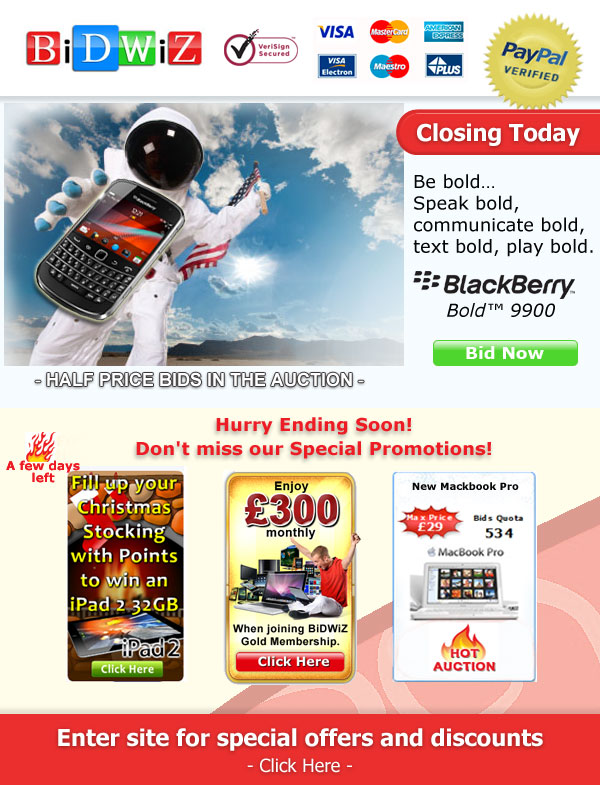 BiDWiZ
VeriSign
Secured
VISA
MasterCard
AMERICAN
EXPRESS
VISA
Electron
Maestro
PLUS
PayPal
VERIFIED
Closing Today
Be bold…
Speak bold,
communicate bold,
text bold, play bold.
BlackBerry
Bold™ 9900
Bid Now
BlackBerry
- HALF PRICE BIDS IN THE AUCTION -
Hurry Ending Soon!
Don't miss our Special Promotions!
A few days
left
Fill up your
Christmas
Stocking
with Points
to win an
iPad 2 32GB
iPad 2
Click Here
Enjoy
£300
monthly
When joining BiDWiZ
Gold Membership.
Click Here
New Mackbook Pro
Max Price
£29
Bids Quota
534
MacBook Pro
HOT
AUCTION
Enter site for special offers and discounts
- Click Here -